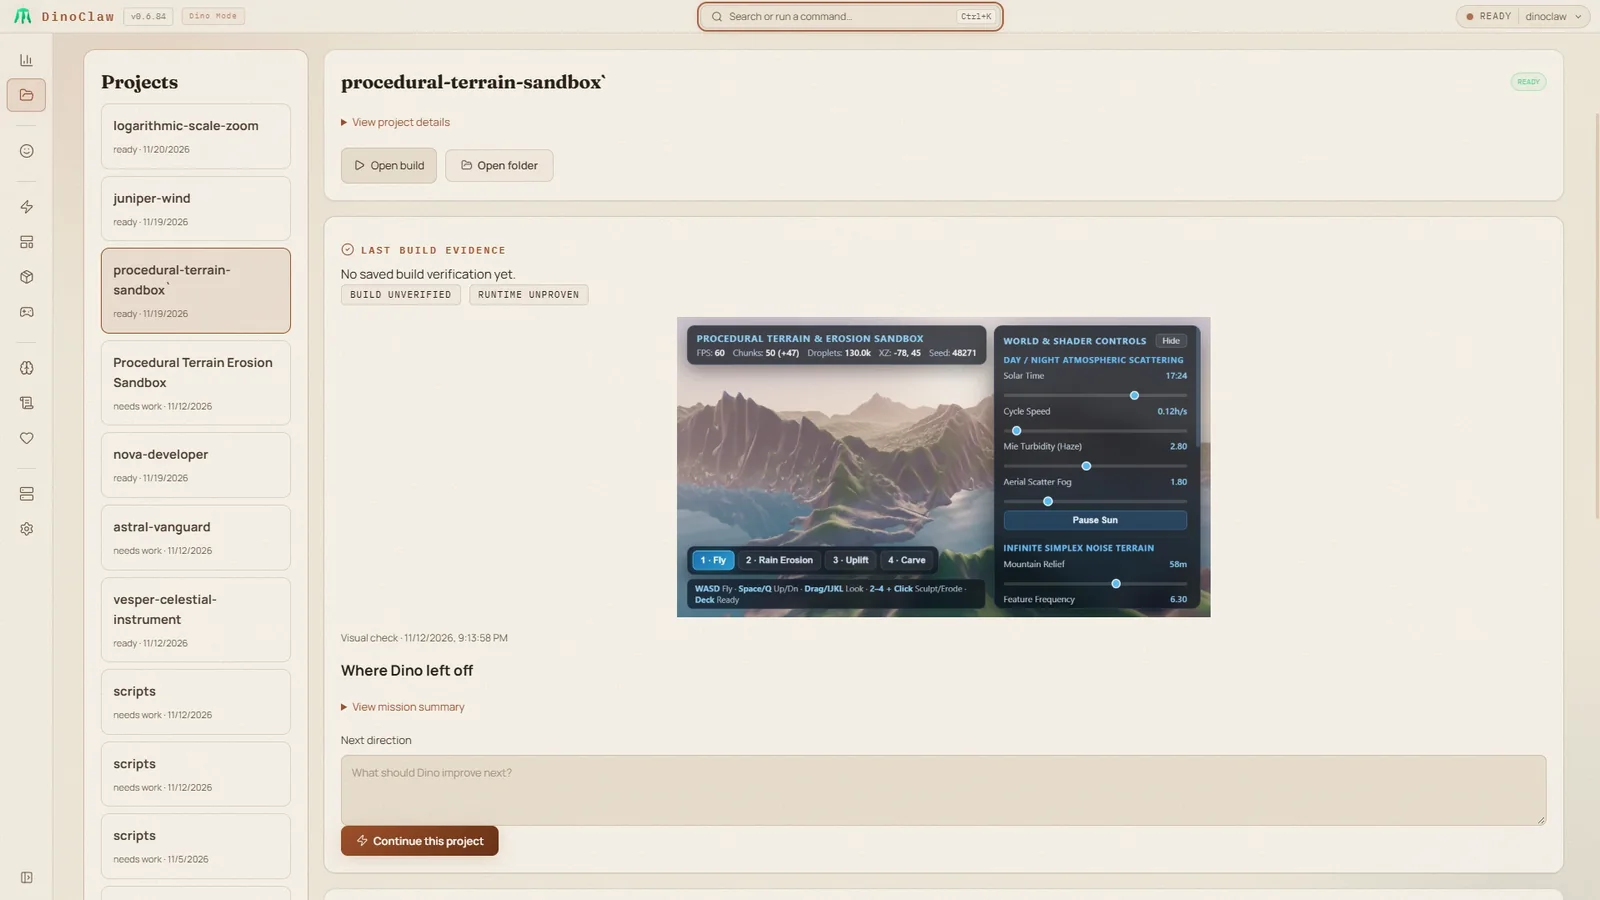 DinoClaw v0.6.84 Dino Mode
Search or run a command... Ctrl+K
READY dinoclaw
Projects
logarithmic-scale-zoom
ready · 11/20/2026
juniper-wind
ready · 11/19/2026
procedural-terrain-
sandbox`
ready · 11/19/2026
Procedural Terrain Erosion
Sandbox
needs work · 11/12/2026
nova-developer
ready · 11/19/2026
astral-vanguard
needs work · 11/12/2026
vesper-celestial-
instrument
ready · 11/12/2026
scripts
needs work · 11/12/2026
scripts
needs work · 11/12/2026
scripts
needs work · 11/5/2026
procedural-terrain-sandbox`
READY
View project details
Open build
Open folder
LAST BUILD EVIDENCE
No saved build verification yet.
BUILD UNVERIFIED RUNTIME UNPROVEN
PROCEDURAL TERRAIN & EROSION SANDBOX
FPS: 60 Chunks: 50 (+47) Droplets: 130.0k XZ: -78, 45 Seed: 48271
1 · Fly 2 · Rain Erosion 3 · Uplift 4 · Carve
WASD Fly · Space/Q Up/Dn · Drag/IJKL Look · 2–4 + Click Sculpt/Erode ·
Deck Ready
WORLD & SHADER CONTROLS Hide
DAY / NIGHT ATMOSPHERIC SCATTERING
Solar Time 17:24
Cycle Speed 0.12h/s
Mie Turbidity (Haze) 2.80
Aerial Scatter Fog 1.80
Pause Sun
INFINITE SIMPLEX NOISE TERRAIN
Mountain Relief 58m
Feature Frequency 6.30
Visual check · 11/12/2026, 9:13:58 PM
Where Dino left off
View mission summary
Next direction
What should Dino improve next?
Continue this project